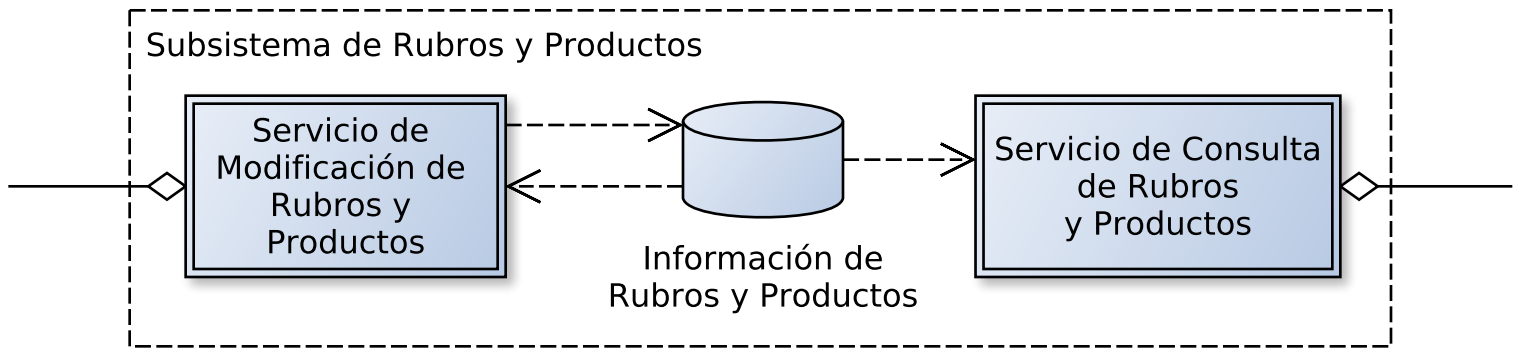 Subsistema de Rubros y Productos
Servicio de
Modificación de
Rubros y
Productos
Información de
Rubros y Productos
Servicio de Consulta
de Rubros
y Productos